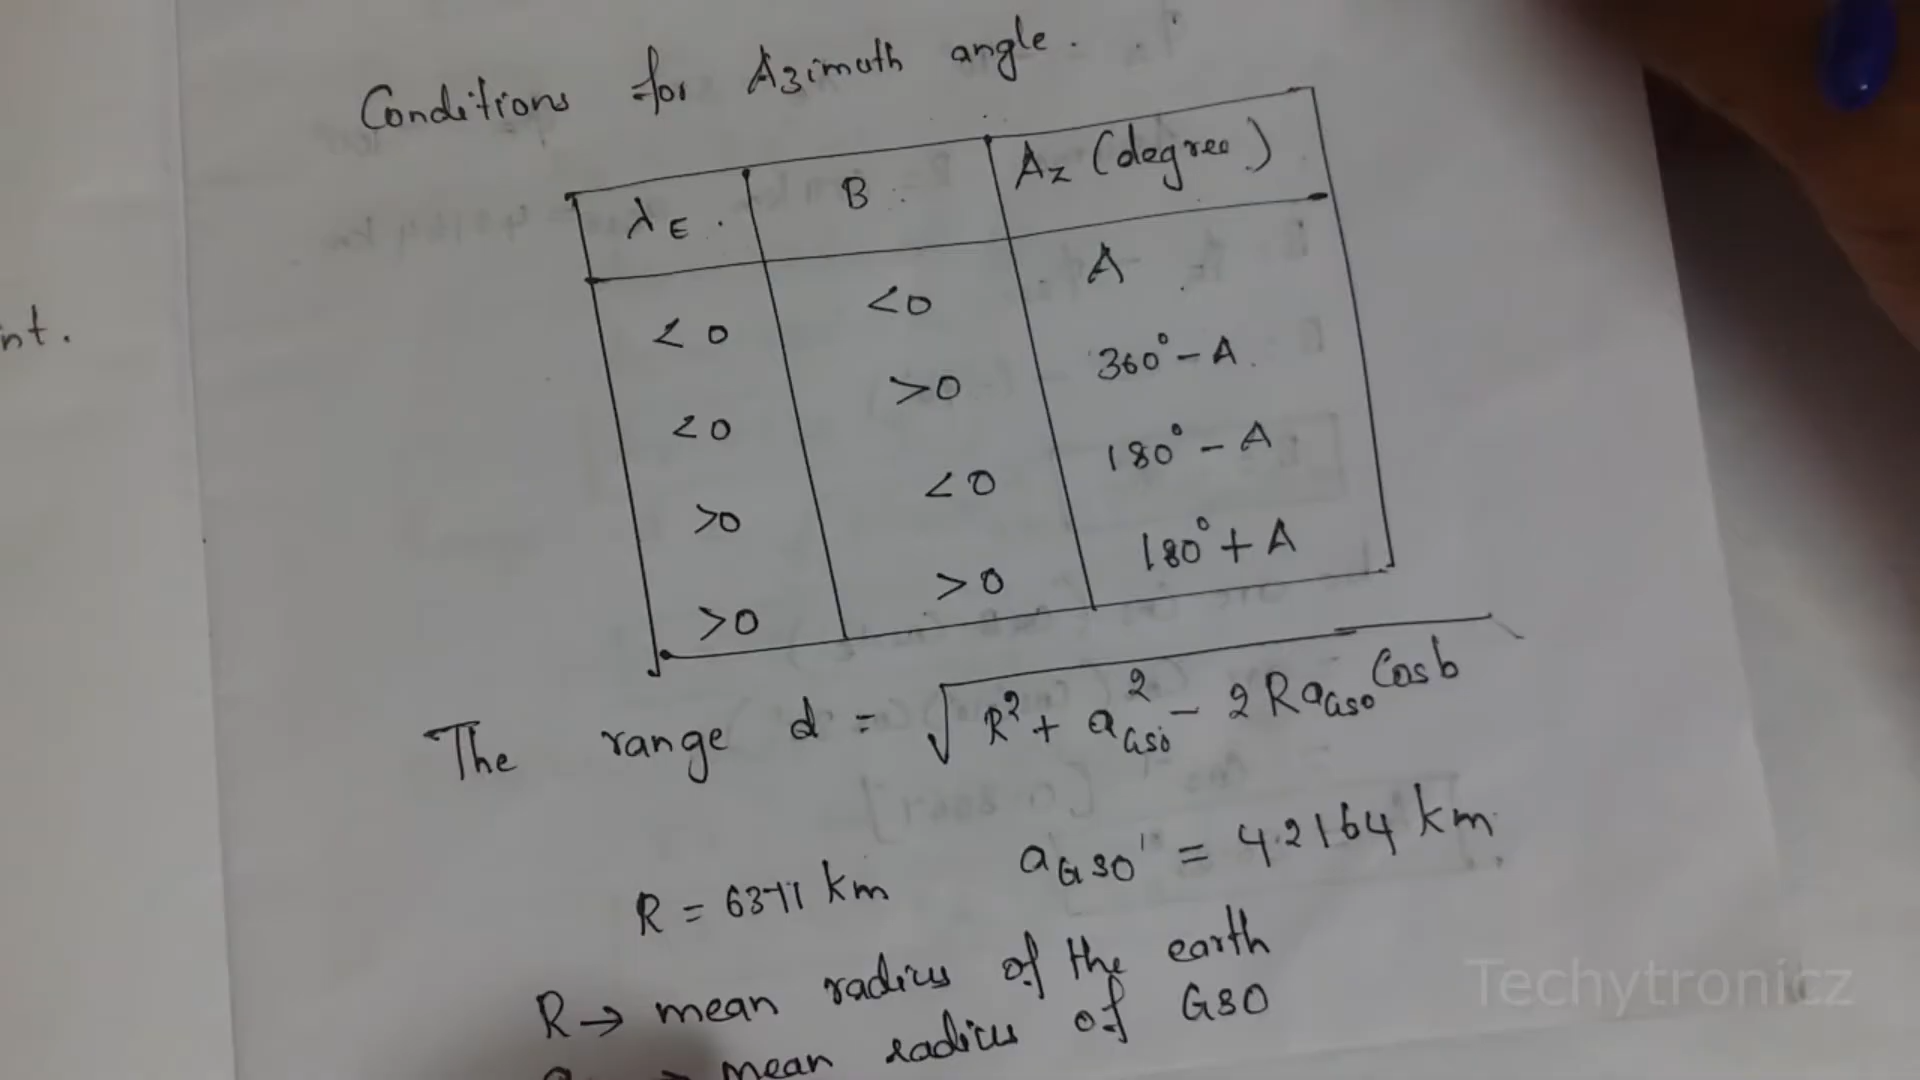 Conditions for Azimuth angle.
λE. B. Az (degree)
<0 <0 A
<0 >0 360° - A.
>0 <0 180° - A
>0 >0 180° + A
nt.
The range d = √R² + aGSO² - 2RaGSO Cos b
R = 6371 km aGSO = 42164 km
R → mean radius of the earth
→ mean radius of GSO
Techytronicz